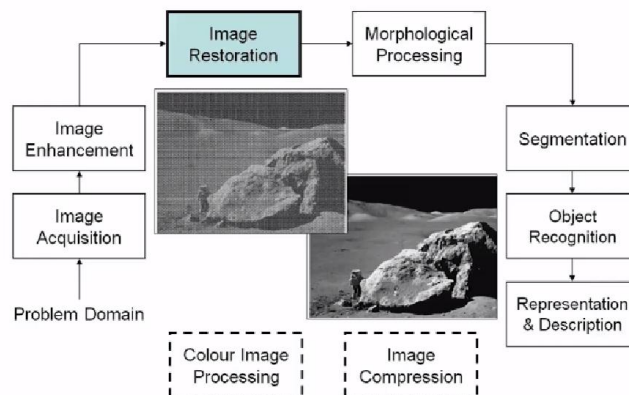 Image
Restoration
Morphological
Processing
Image
Enhancement
Segmentation
Image
Acquisition
Object
Recognition
Problem Domain
Representation
& Description
Colour Image
Processing
Image
Compression